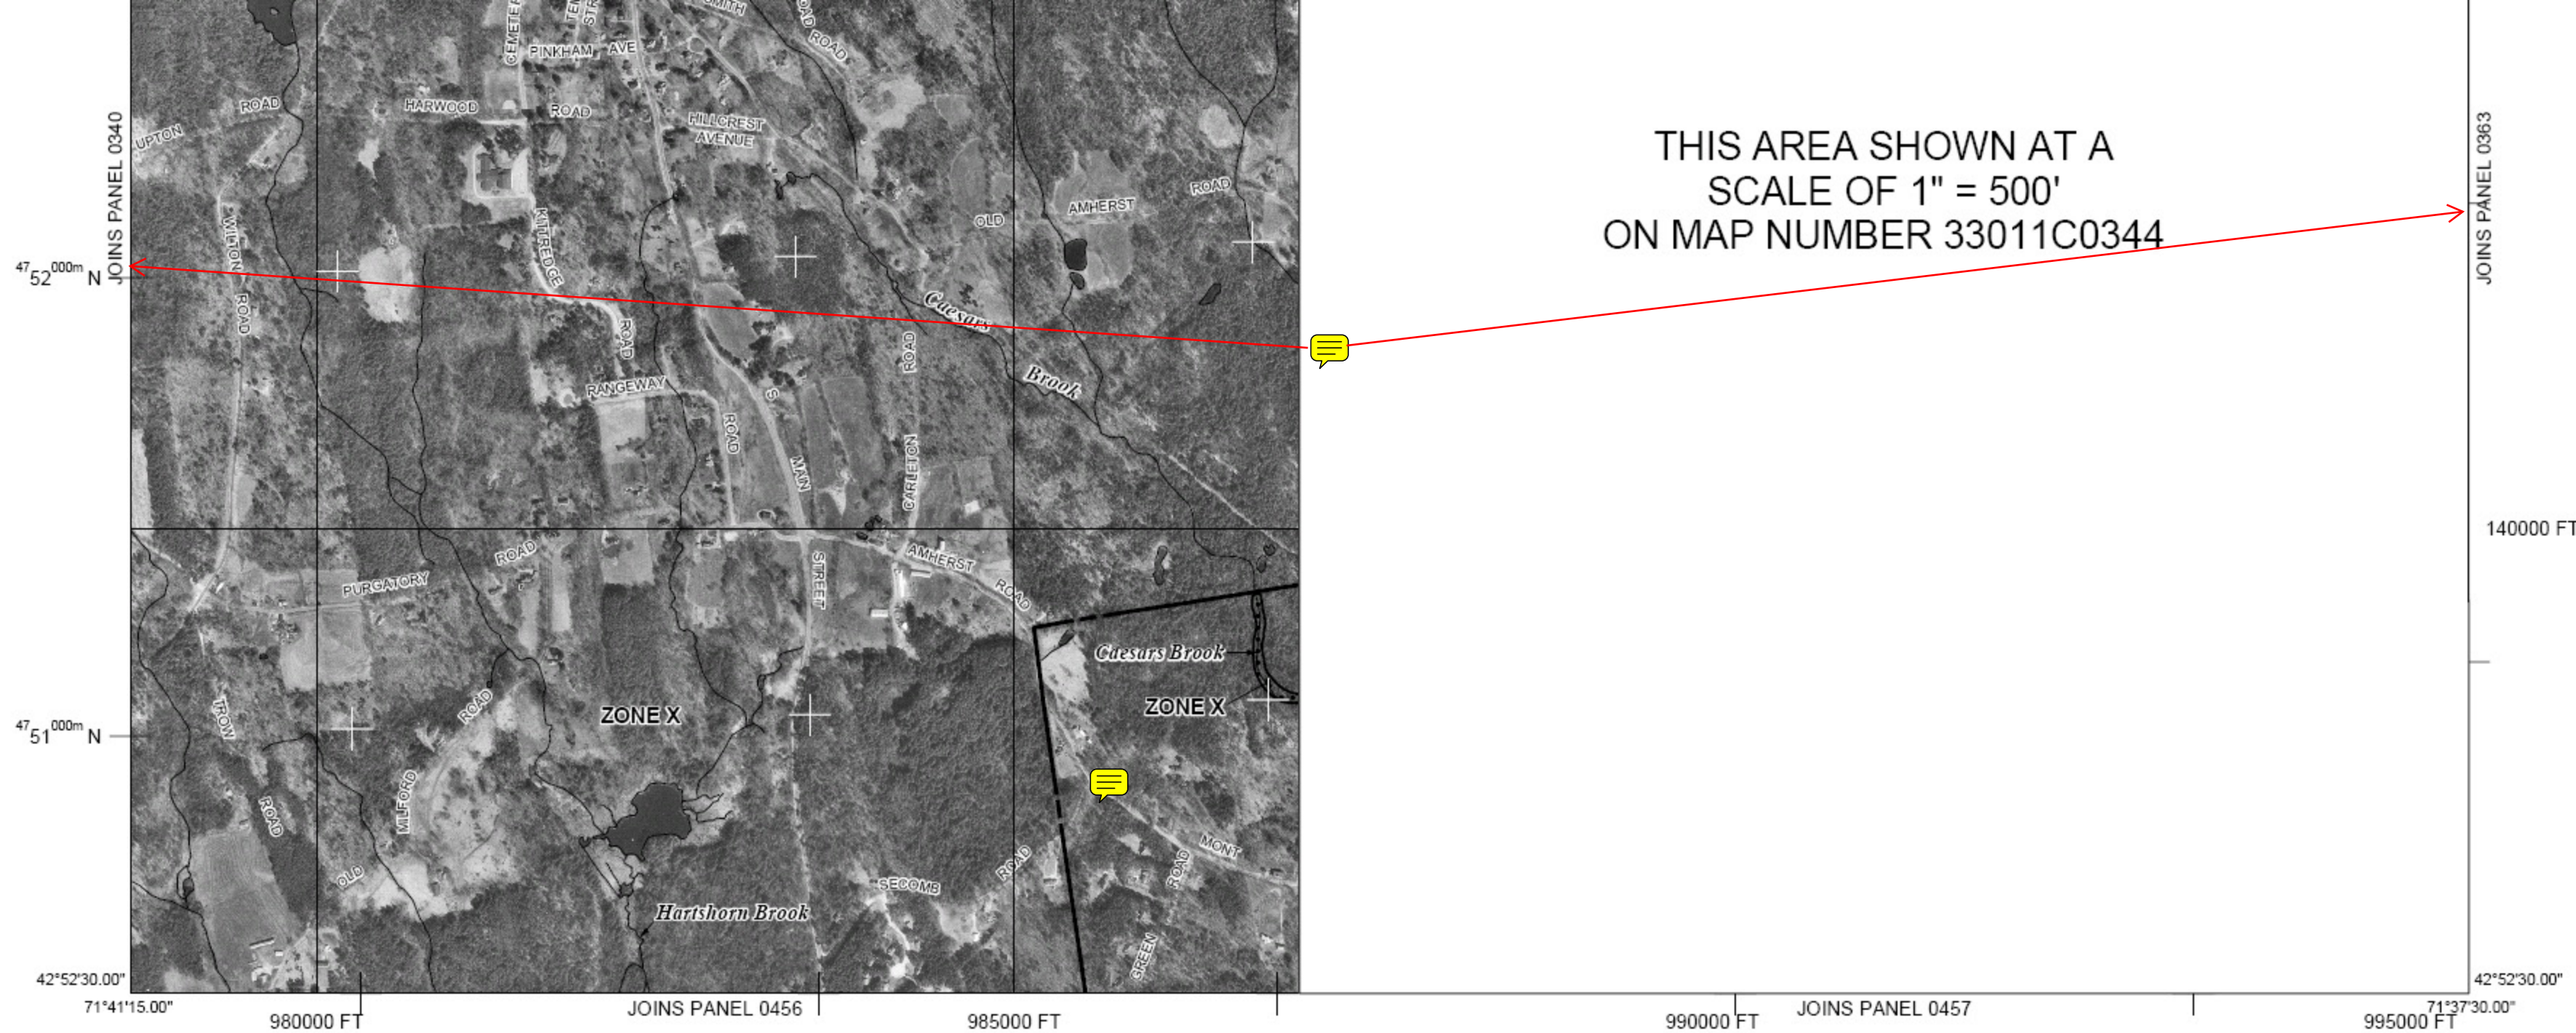 CEMETER
TE
STR
SMITH
OAD ROAD
PINKHAM AVE
UPTON ROAD
HARWOOD ROAD
HILLCREST
AVENUE
JOINS PANEL 0340
THIS AREA SHOWN AT A
SCALE OF 1" = 500'
ON MAP NUMBER 33011C0344
JOINS PANEL 0363
WILTON ROAD
KITTREDGE ROAD
OLD AMHERST ROAD
47 52 000m N
Caesars Brook
RANGEWAY ROAD
S MAIN STREET
CARLETON ROAD
140000 FT
PURGATORY ROAD
AMHERST ROAD
Caesars Brook
ZONE X
ZONE X
47 51 000m N
TROW ROAD
OLD MILFORD ROAD
MONT
SECOMB ROAD
GREEN ROAD
Hartshorn Brook
42°52'30.00"
42°52'30.00"
71°41'15.00"
JOINS PANEL 0456
JOINS PANEL 0457
71°37'30.00"
980000 FT
985000 FT
990000 FT
995000 FT